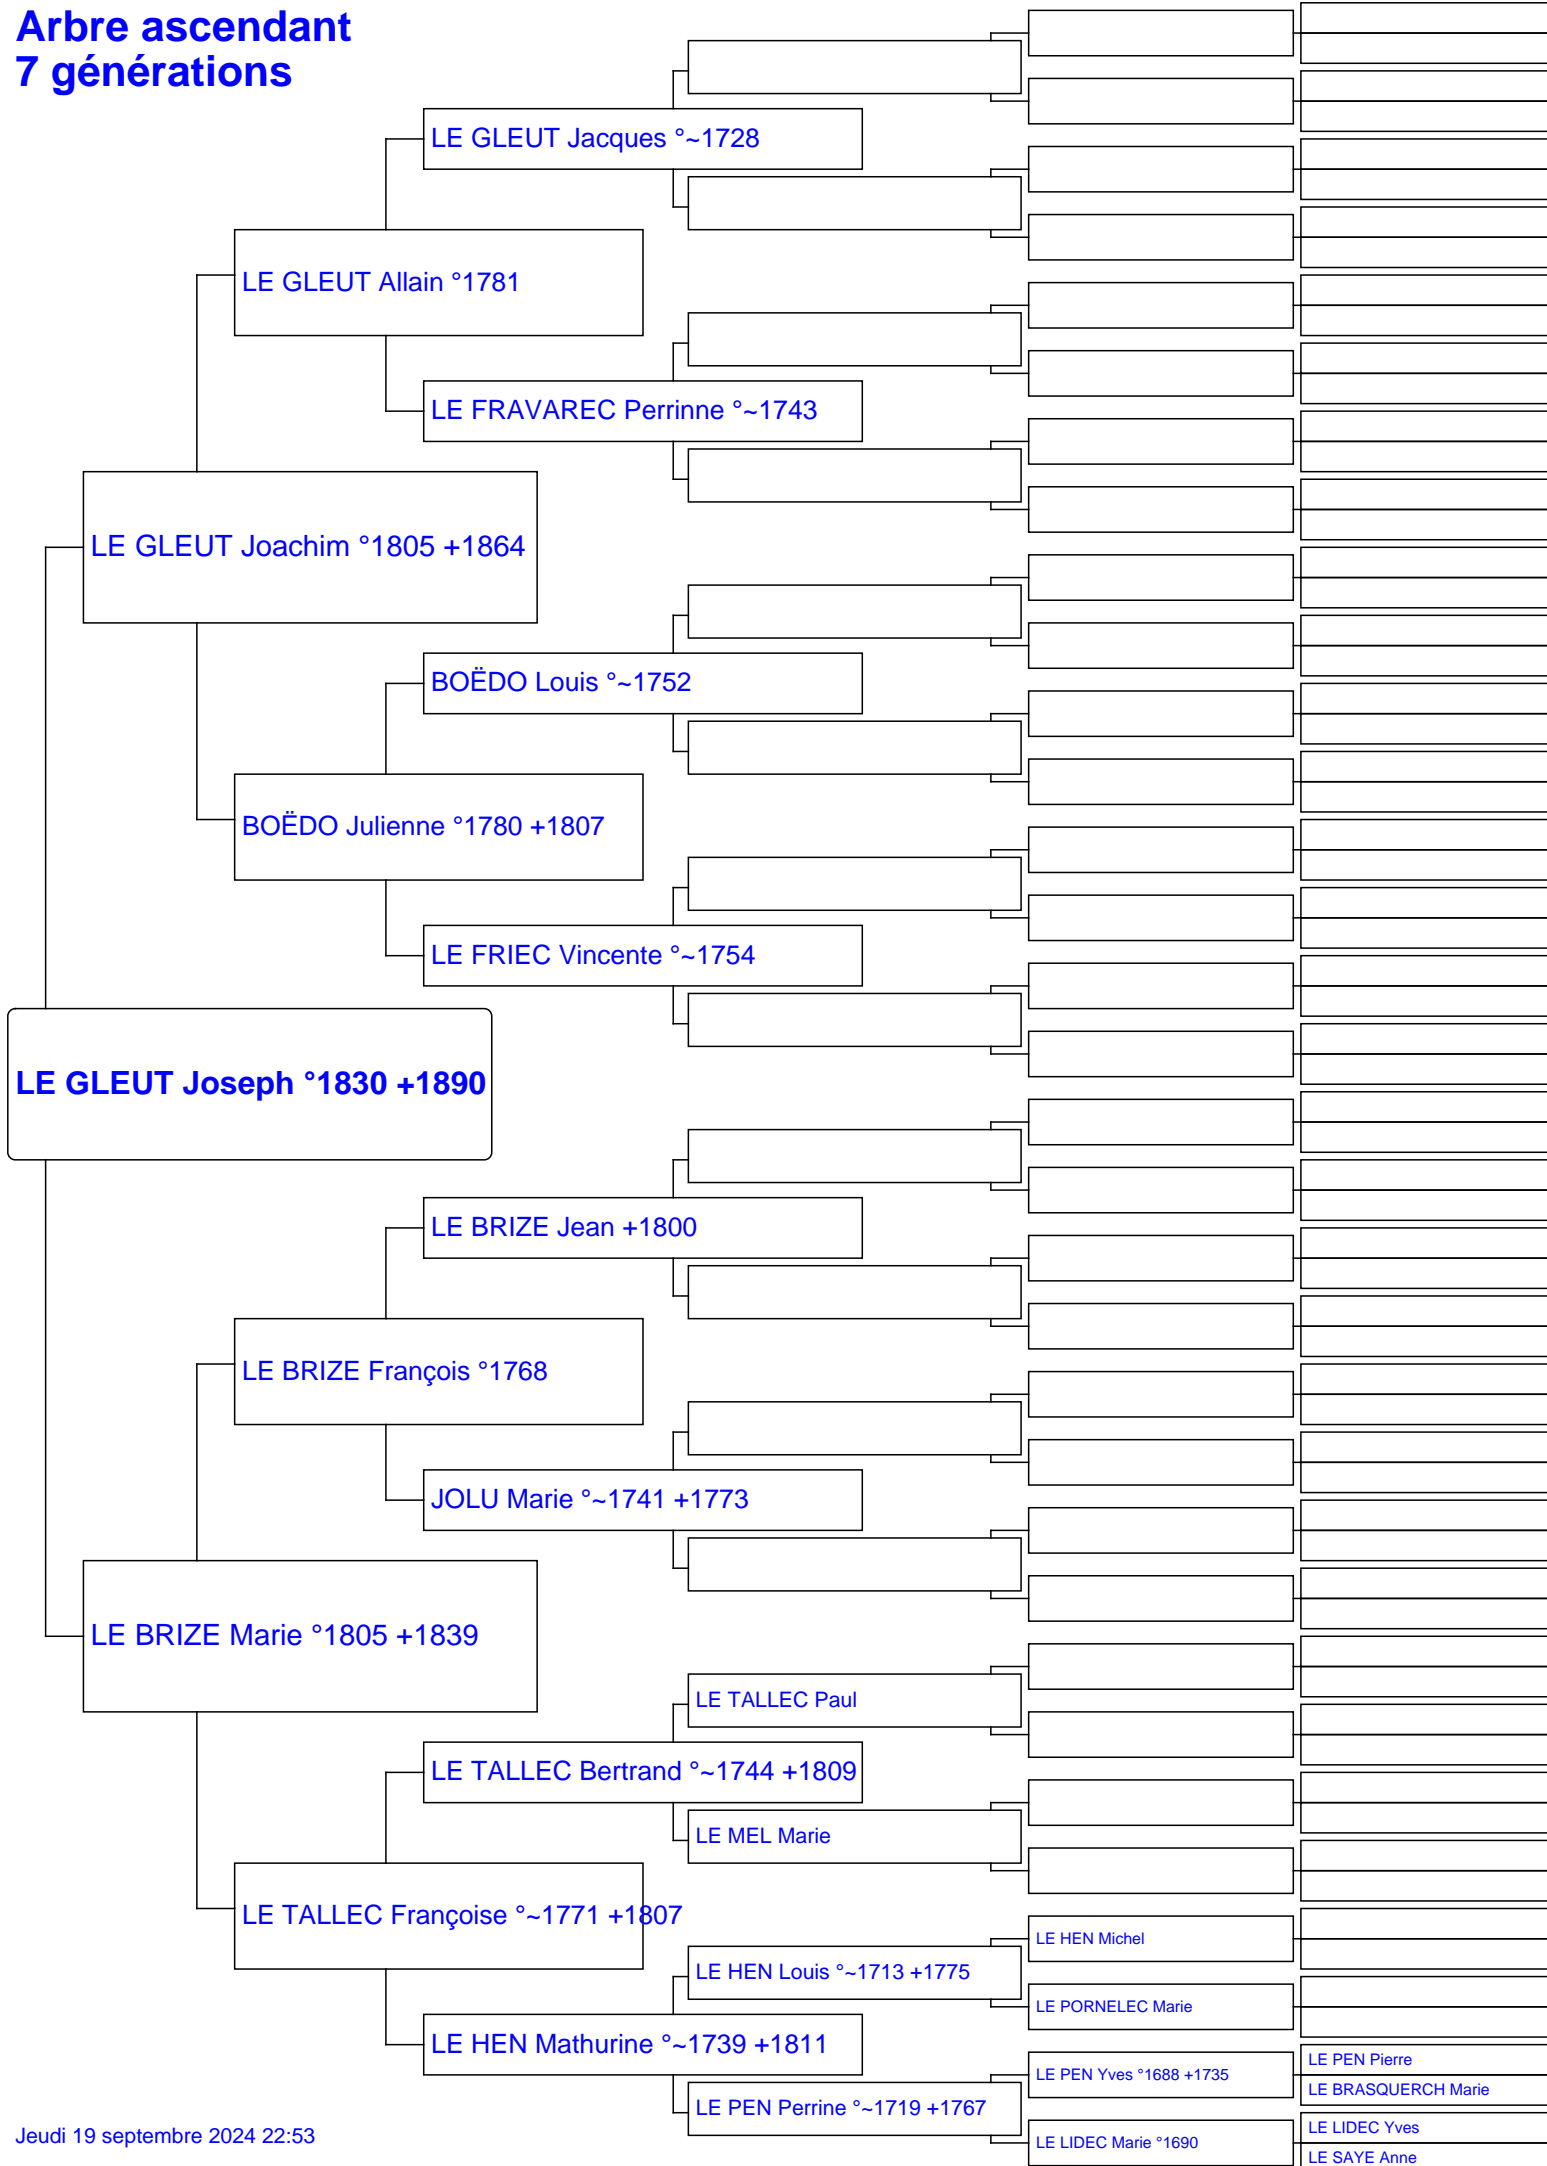 Arbre ascendant
7 générations
LE GLEUT Jacques °~1728
LE GLEUT Allain °1781
LE FRAVAREC Perrinne °~1743
LE GLEUT Joachim °1805 +1864
BOËDO Louis °~1752
BOËDO Julienne °1780 +1807
LE FRIEC Vincente °~1754
LE GLEUT Joseph °1830 +1890
LE BRIZE Jean +1800
LE BRIZE François °1768
JOLU Marie °~1741 +1773
LE BRIZE Marie °1805 +1839
LE TALLEC Paul
LE TALLEC Bertrand °~1744 +1809
LE MEL Marie
LE TALLEC Françoise °~1771 +1807
LE HEN Michel
LE HEN Louis °~1713 +1775
LE PORNELEC Marie
LE HEN Mathurine °~1739 +1811
LE PEN Pierre
LE PEN Yves °1688 +1735
LE BRASQUERCH Marie
LE PEN Perrine °~1719 +1767
LE LIDEC Yves
LE LIDEC Marie °1690
LE SAYE Anne
Jeudi 19 septembre 2024 22:53